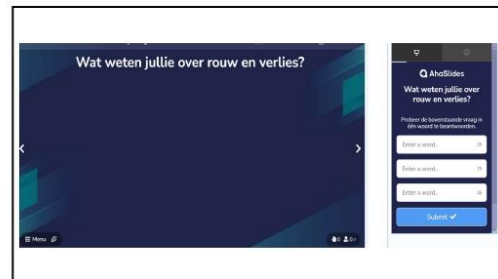 Wat weten jullie over rouw en verlies?
Menu
AhaSlides
Wat weten jullie over
rouw en verlies?
Probeer de bovenstaande vraag in
één woord te beantwoorden.
Enter a word...
Enter a word...
Enter a word...
Submit